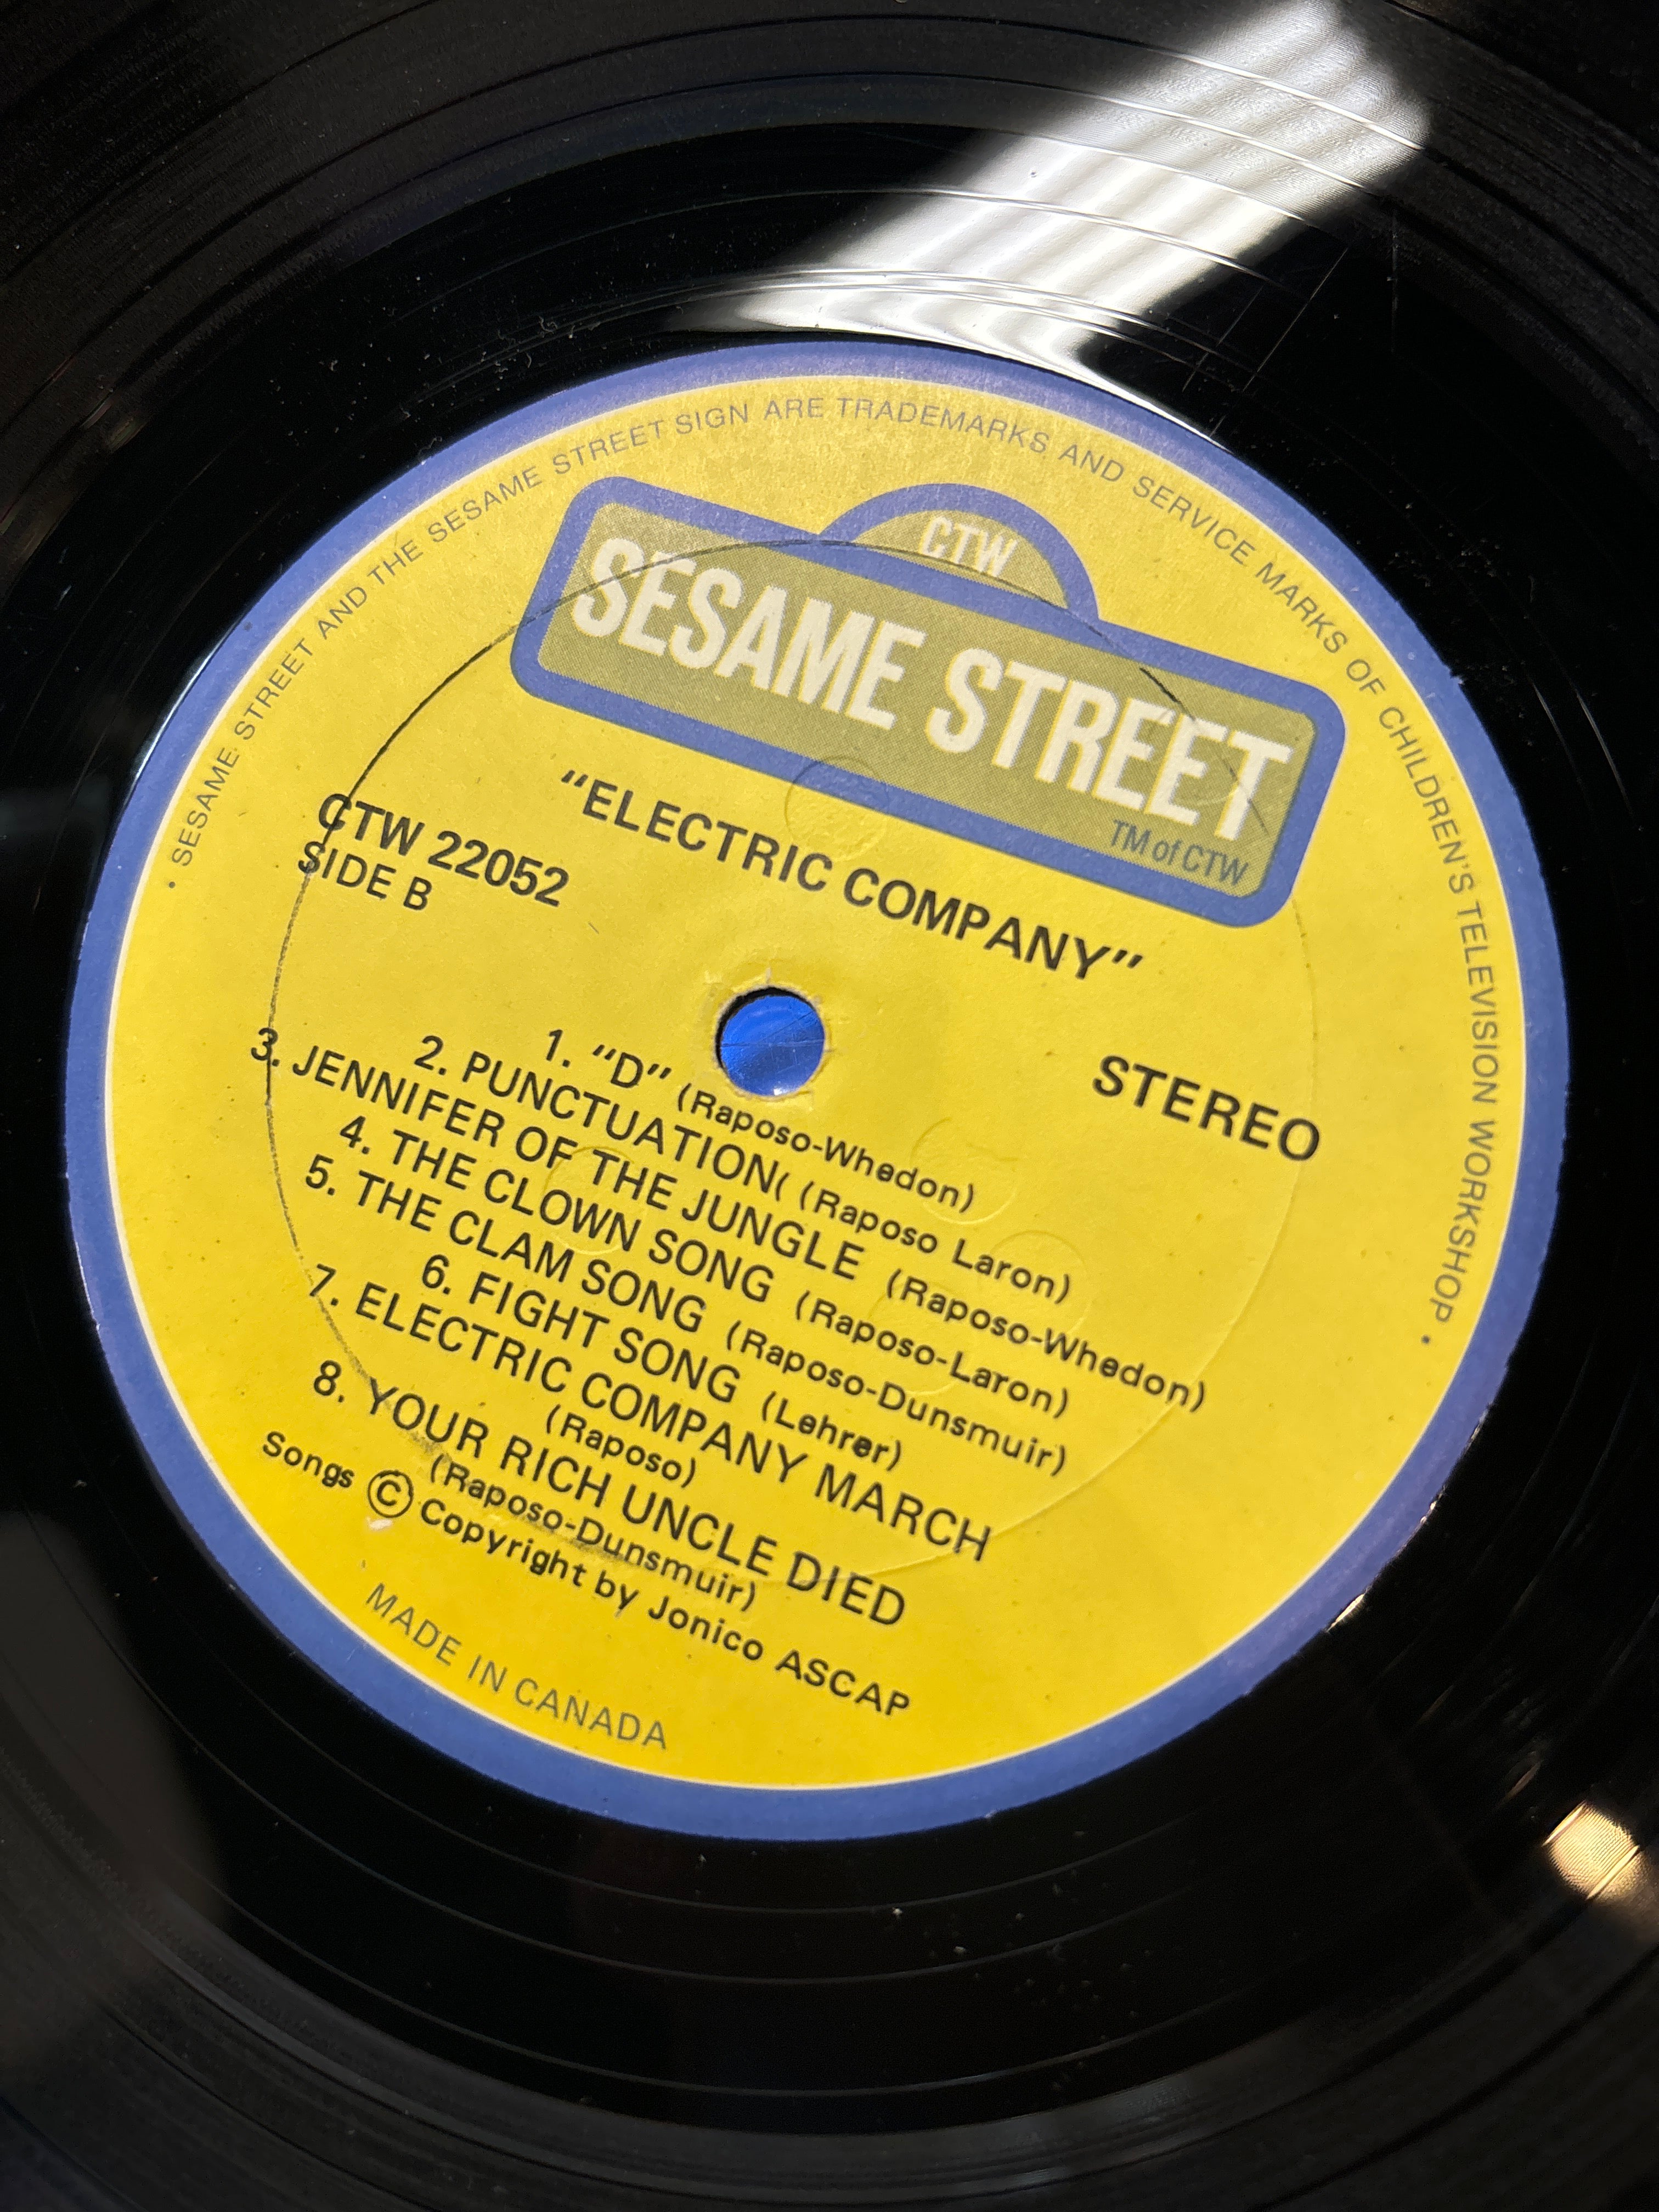 • SESAME STREET AND THE SESAME STREET SIGN ARE TRADEMARKS AND SERVICE MARKS OF CHILDREN'S TELEVISION WORKSHOP •
CTW
SESAME STREET
TM of CTW
"ELECTRIC COMPANY"
CTW 22052
SIDE B
STEREO
1. "D" (Raposo-Whedon)
2. PUNCTUATION( (Raposo Laron)
3. JENNIFER OF THE JUNGLE (Raposo-Whedon)
4. THE CLOWN SONG (Raposo-Laron)
5. THE CLAM SONG (Raposo-Dunsmuir)
6. FIGHT SONG (Lehrer)
7. ELECTRIC COMPANY MARCH
(Raposo)
8. YOUR RICH UNCLE DIED
(Raposo-Dunsmuir)
Songs © Copyright by Jonico ASCAP
MADE IN CANADA